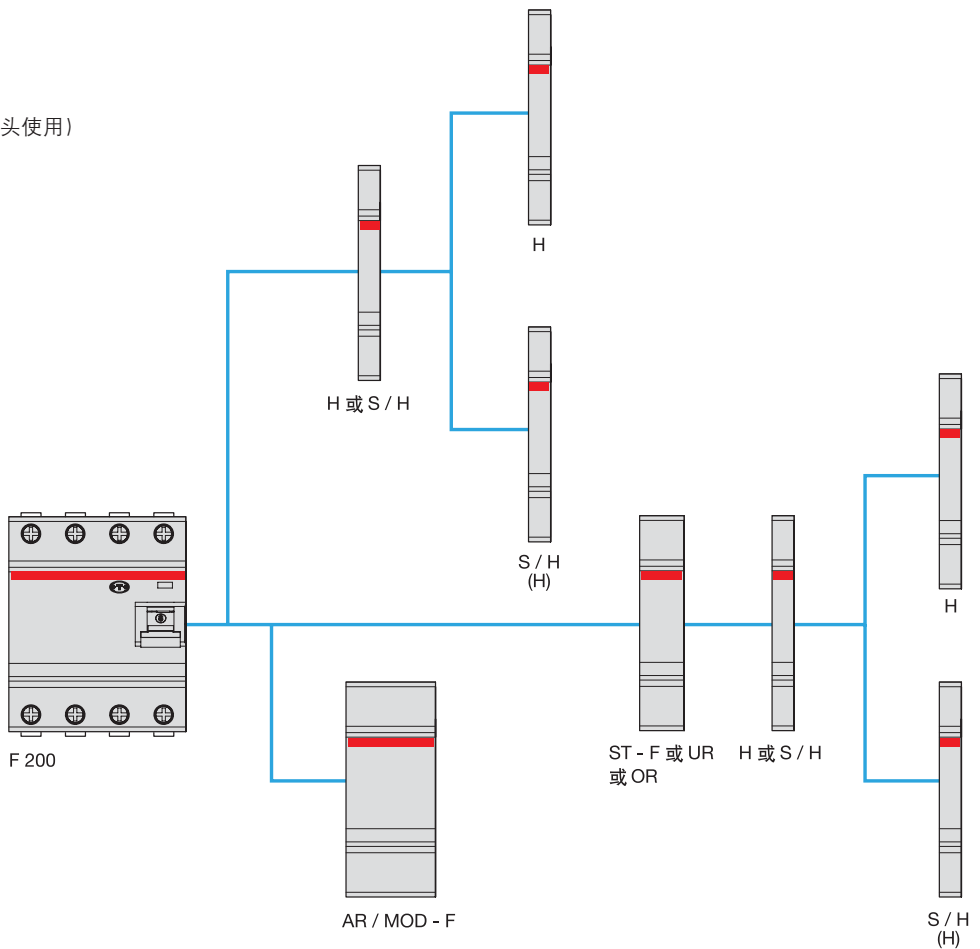 头使用）
H
H 或 S / H
S / H
(H)
H
F 200
ST - F 或 UR
或 OR
H 或 S / H
AR / MOD - F
S / H
(H)